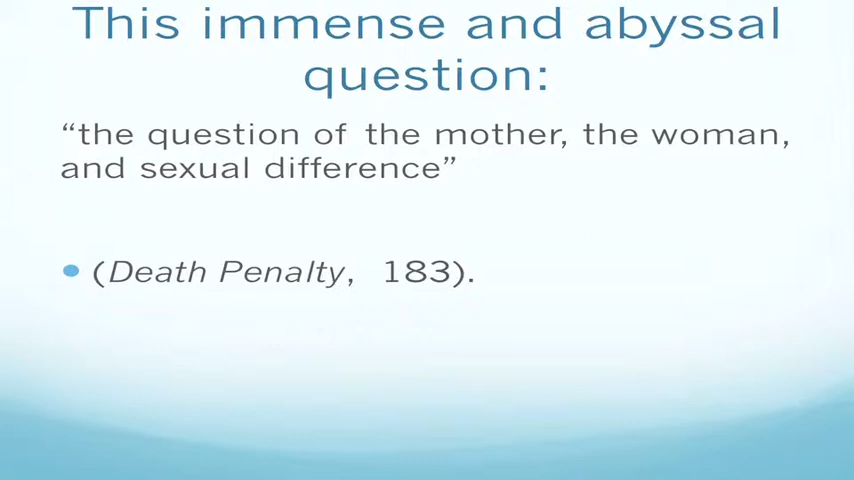 This immense and abyssal
question:
“the question of the mother, the woman,
and sexual difference”
(Death Penalty, 183).